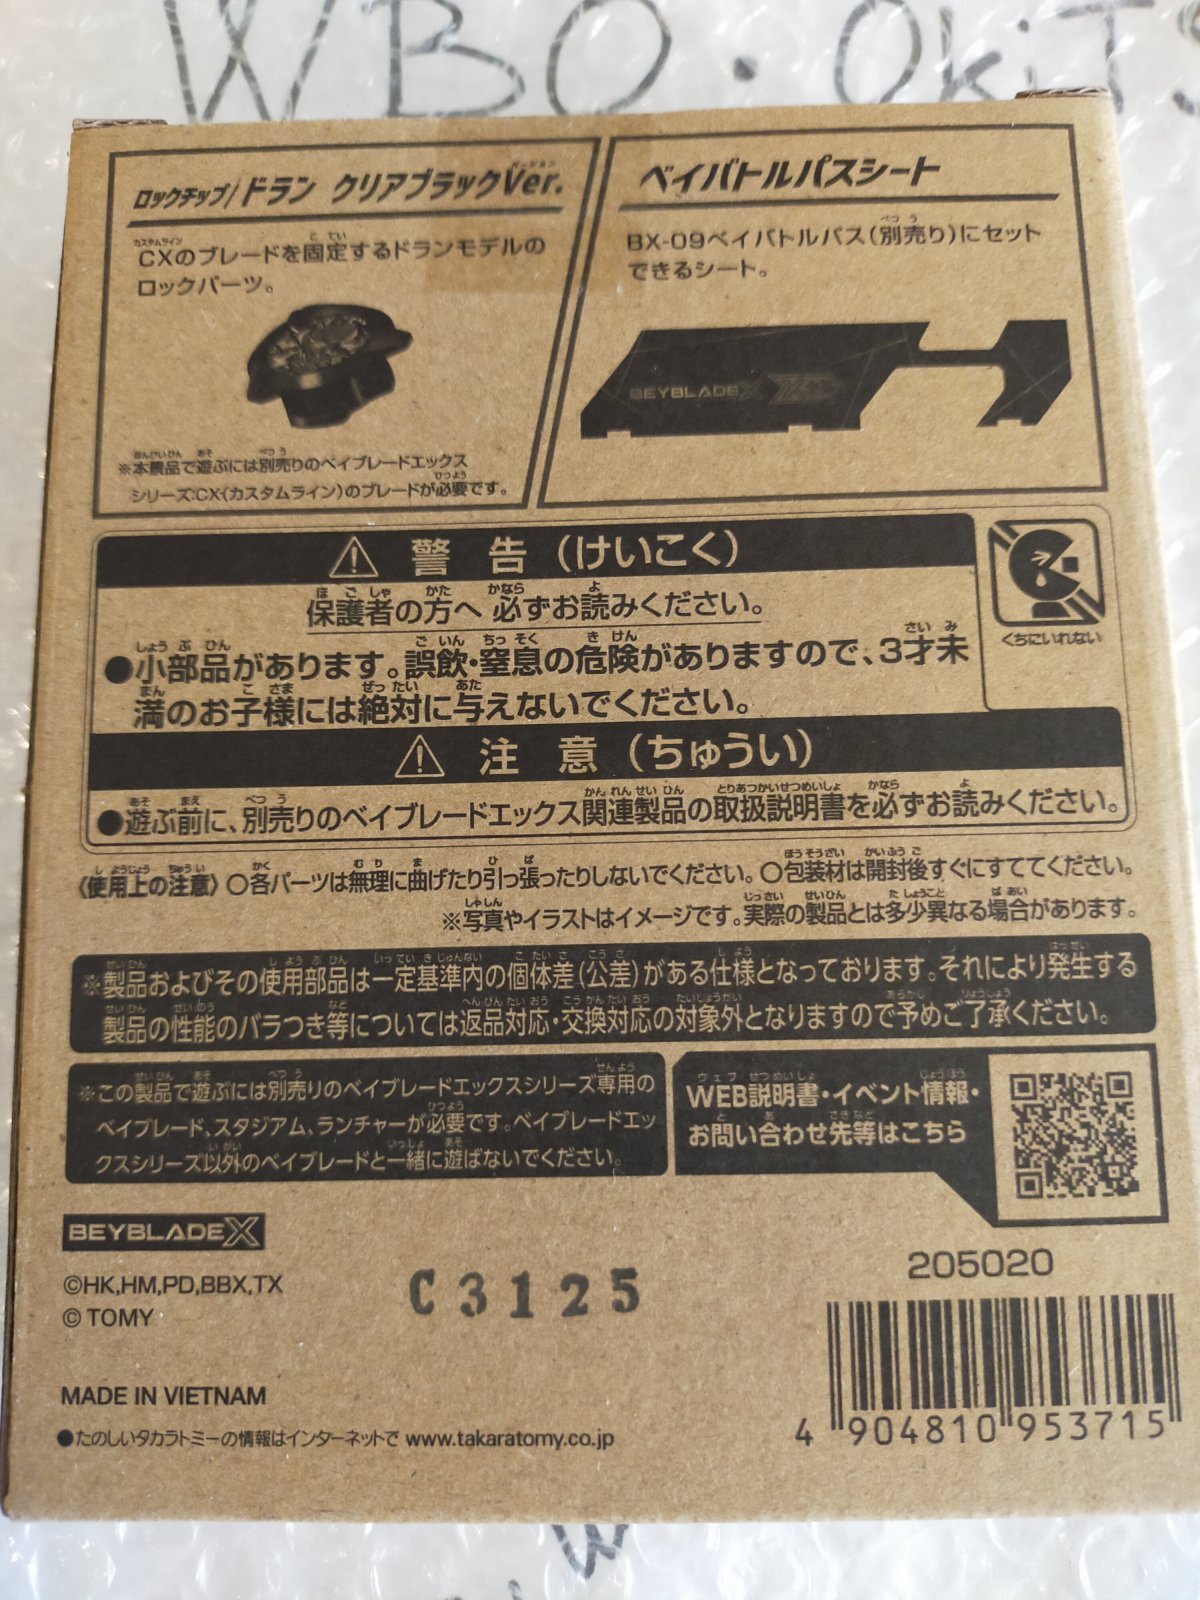 WBO・OkiTS
ロックチップ/ドラン クリアブラックVer.
CXのブレードを固定するドランモデルの
ロックパーツ。
※本景品で遊ぶには別売りのベイブレードエックス
シリーズ:CX(カスタムライン)のブレードが必要です。
ベイバトルパスシート
BX-09ベイバトルパス(別売り)にセット
できるシート。
BEYBLADE X
⚠ 警 告 (けいこく)
保護者の方へ 必ずお読みください。
●小部品があります。誤飲・窒息の危険がありますので、3才未
満のお子様には絶対に与えないでください。
くちにいれない
⚠ 注 意 (ちゅうい)
●遊ぶ前に、別売りのベイブレードエックス関連製品の取扱説明書を必ずお読みください。
〈使用上の注意〉○各パーツは無理に曲げたり引っ張ったりしないでください。○包装材は開封後すぐにすててください。
※写真やイラストはイメージです。実際の製品とは多少異なる場合があります。
※製品およびその使用部品は一定基準内の個体差(公差)がある仕様となっております。それにより発生する
製品の性能のバラつき等については返品対応・交換対応の対象外となりますので予めご了承ください。
※この製品で遊ぶには別売りのベイブレードエックスシリーズ専用の
ベイブレード、スタジアム、ランチャーが必要です。ベイブレードエッ
クスシリーズ以外のベイブレードと一緒に遊ばないでください。
WEB説明書・イベント情報・
お問い合わせ先等はこちら
BEYBLADE X
©HK,HM,PD,BBX,TX
© TOMY
C3125
205020
MADE IN VIETNAM
●たのしいタカラトミーの情報はインターネットで www.takaratomy.co.jp
4 904810 953715